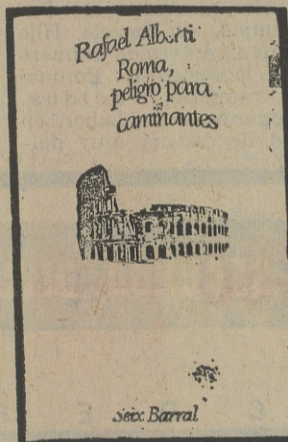 Rafael Alberti
Roma,
peligro para
caminantes
Seix Barral